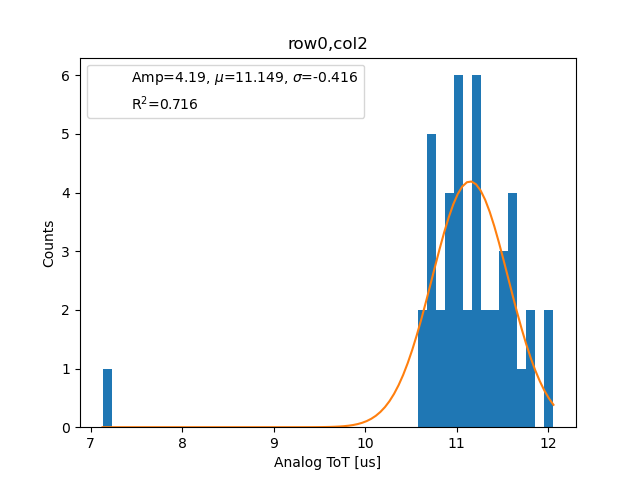 row0,col2
Amp=4.19, μ=11.149, σ=-0.416
R²=0.716
6
5
4
3
2
1
0
Counts
7 8 9 10 11 12
Analog ToT [us]